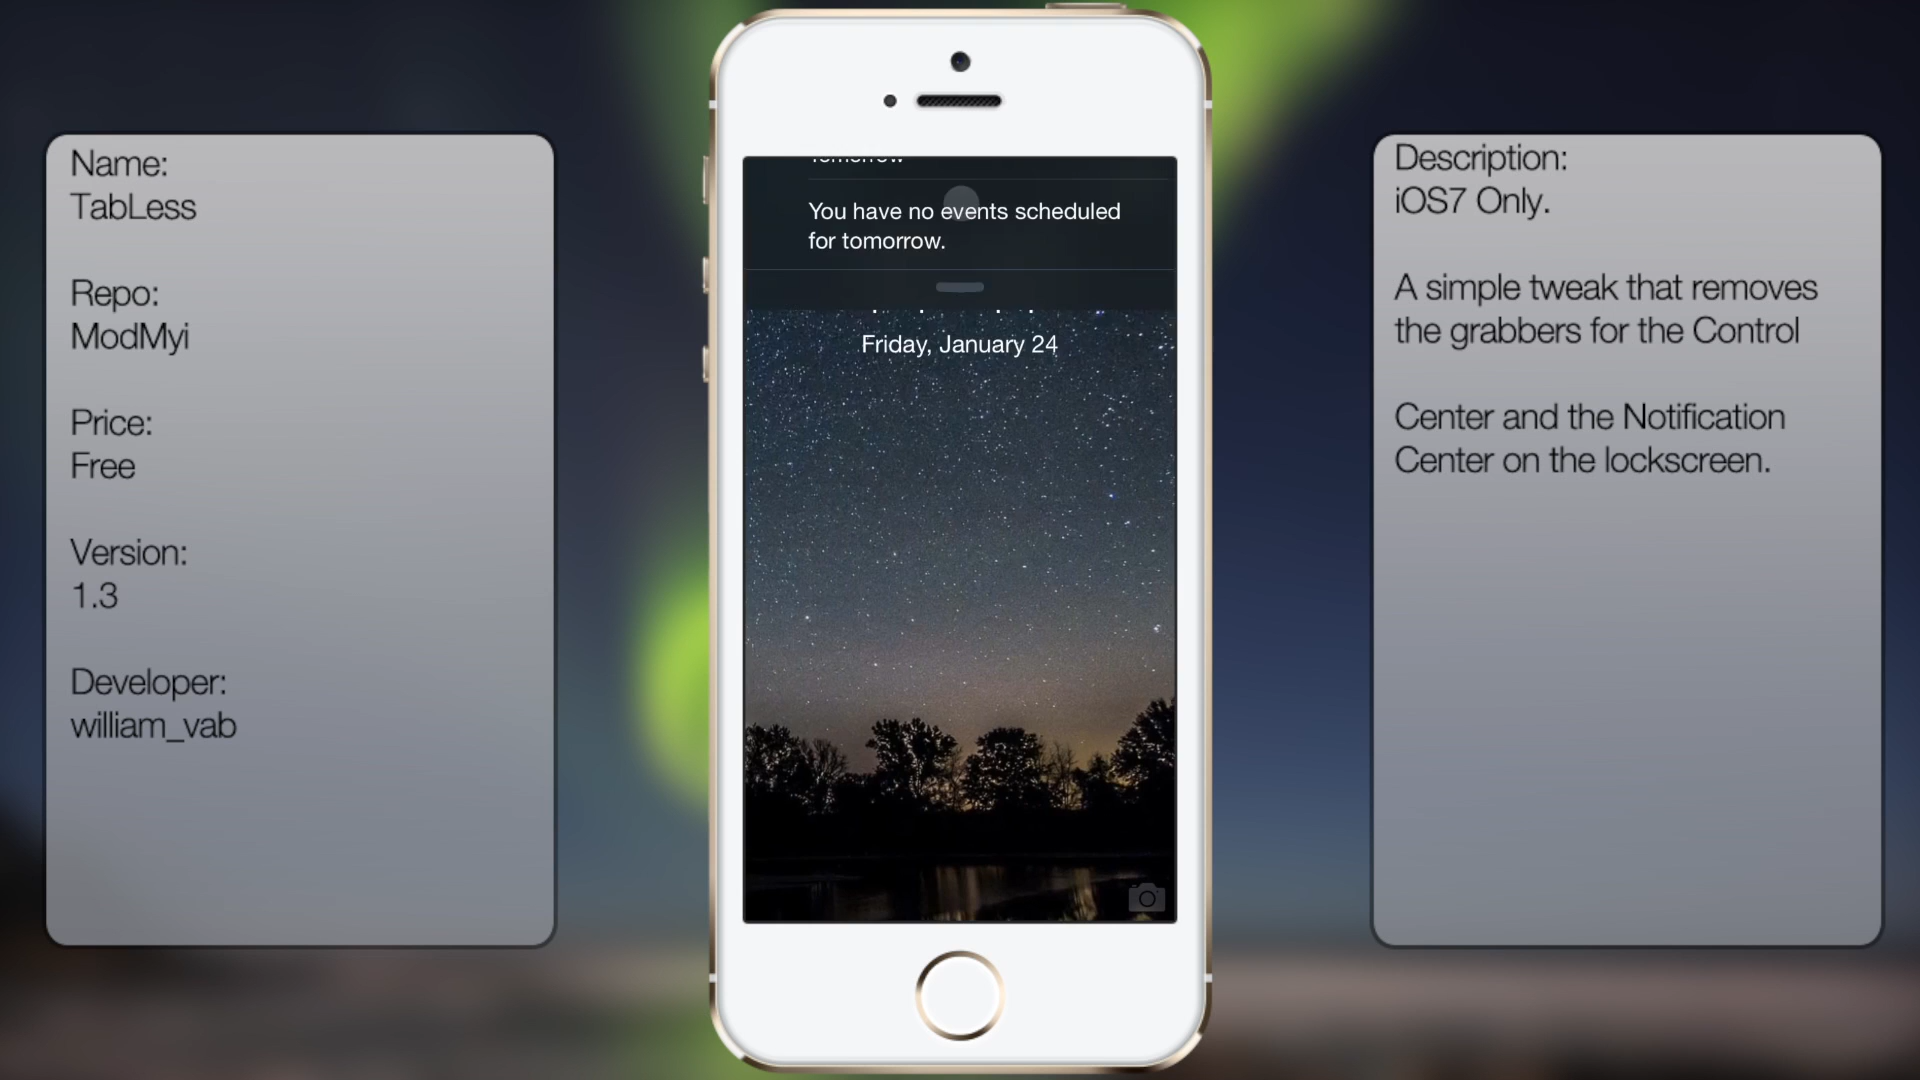 Name:
TabLess
Repo:
ModMyi
Price:
Free
Version:
1.3
Developer:
william_vab
Tomorrow
You have no events scheduled
for tomorrow.
Friday, January 24
Description:
iOS7 Only.
A simple tweak that removes
the grabbers for the Control
Center and the Notification
Center on the lockscreen.